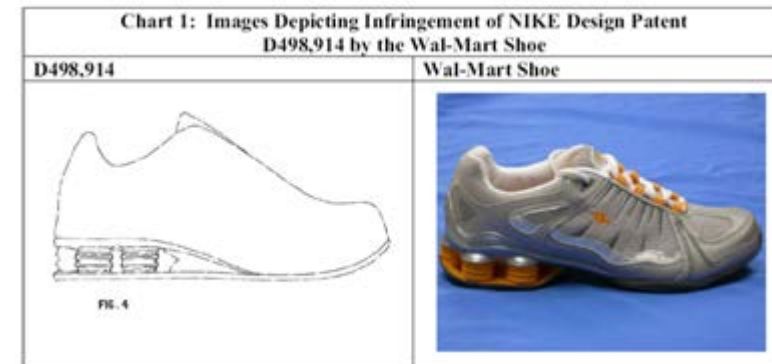 Chart 1: Images Depicting Infringement of NIKE Design Patent
D498,914 by the Wal-Mart Shoe
D498,914
Wal-Mart Shoe
FIG. 4